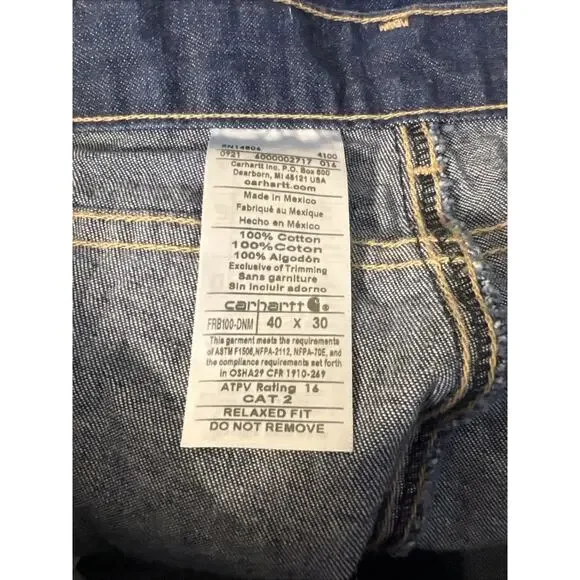 RN14806 4100
0921 6000002717 016
Carhartt Inc. P.O. Box 600
Dearborn, MI 48121 USA
carhartt.com
Made in Mexico
Fabriqué au Mexique
Hecho en México
100% Cotton
100% Coton
100% Algodón
Exclusive of Trimming
Sans garniture
Sin incluir adorno
carhartt ®
FRB100-DNM 40 x 30
This garment meets the requirements
of ASTM F1506, NFPA-2112, NFPA-70E, and
the compliance requirements set forth
in OSHA29 CFR 1910-269
ATPV Rating 16
CAT 2
RELAXED FIT
DO NOT REMOVE